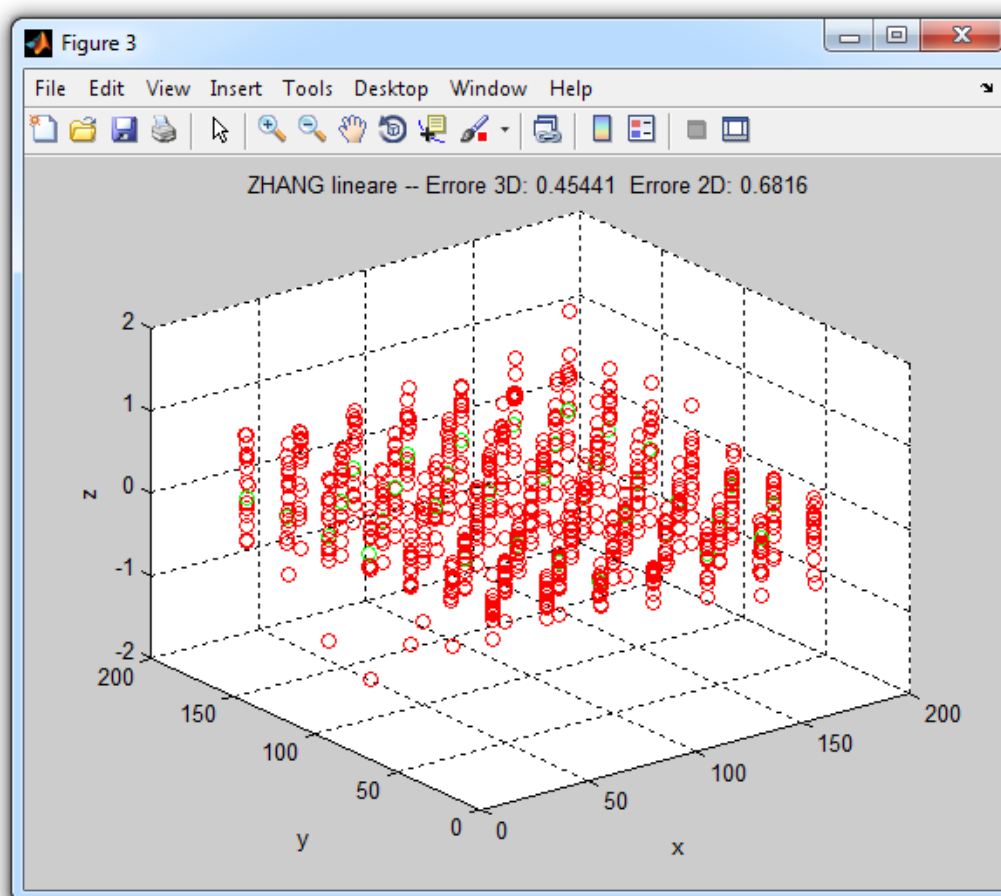 Figure 3
File Edit View Insert Tools Desktop Window Help
ZHANG lineare -- Errore 3D: 0.45441  Errore 2D: 0.6816
2
1
0
-1
-2
z
200
150
100
50
0
y
0
50
100
150
200
x